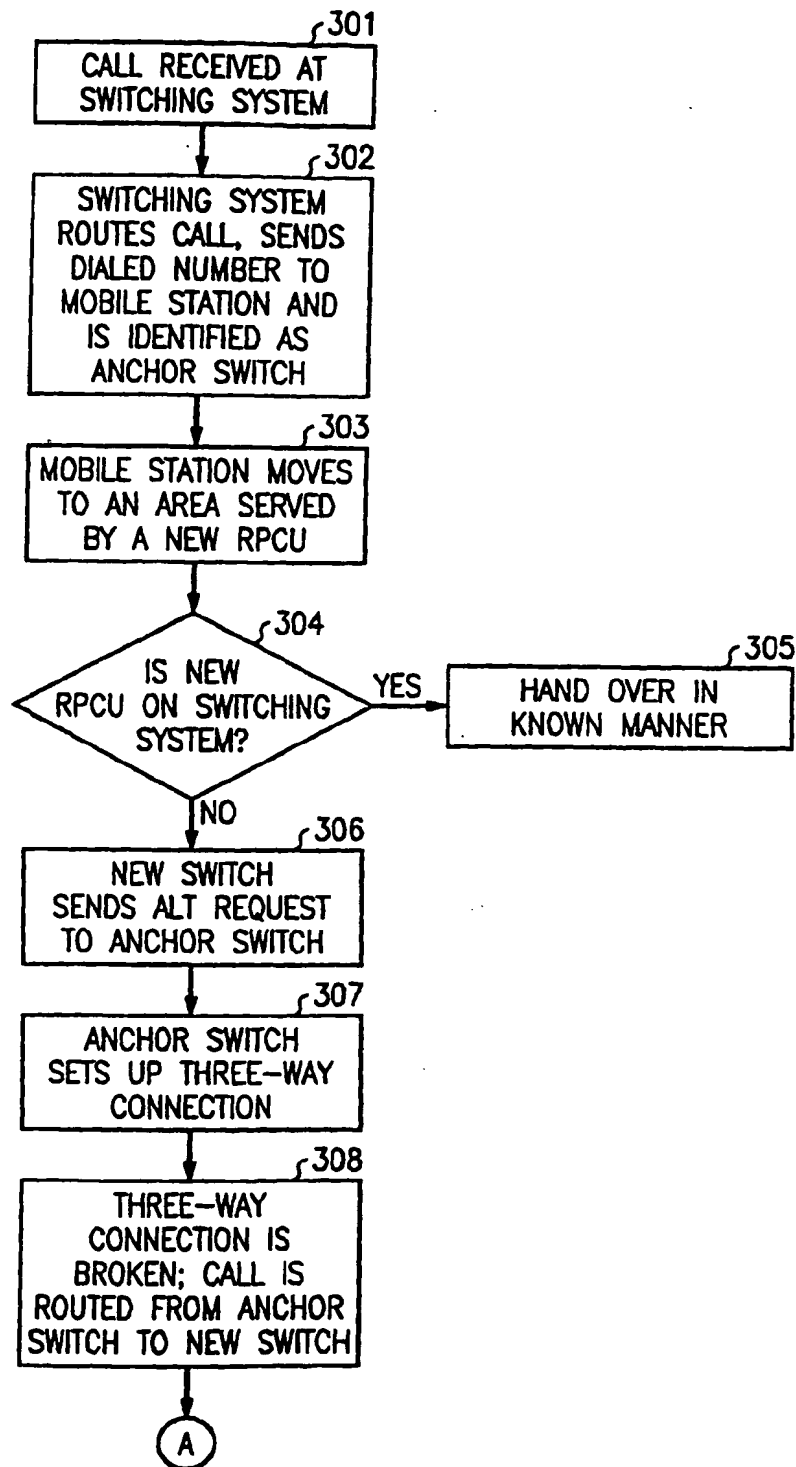 301
CALL RECEIVED AT
SWITCHING SYSTEM
302
SWITCHING SYSTEM
ROUTES CALL, SENDS
DIALED NUMBER TO
MOBILE STATION AND
IS IDENTIFIED AS
ANCHOR SWITCH
303
MOBILE STATION MOVES
TO AN AREA SERVED
BY A NEW RPCU
304
IS NEW
RPCU ON SWITCHING
SYSTEM?
YES
305
HAND OVER IN
KNOWN MANNER
NO
306
NEW SWITCH
SENDS ALT REQUEST
TO ANCHOR SWITCH
307
ANCHOR SWITCH
SETS UP THREE-WAY
CONNECTION
308
THREE-WAY
CONNECTION IS
BROKEN; CALL IS
ROUTED FROM ANCHOR
SWITCH TO NEW SWITCH
A